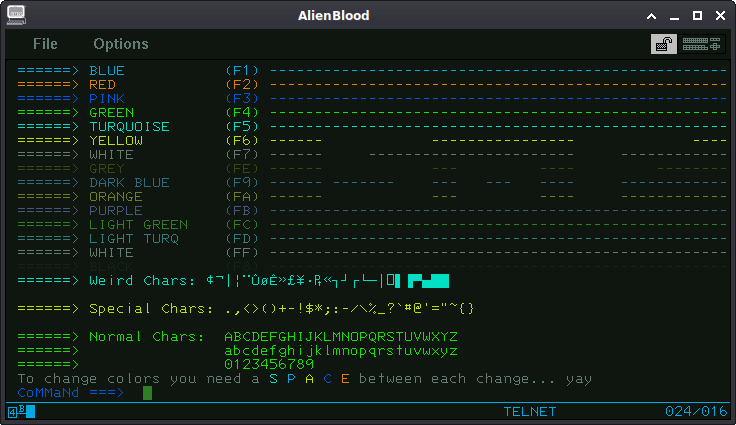 AlienBlood
File Options
======> BLUE (F1) ---------------------------------------------------
======> RED (F2) ---------------------------------------------------
======> PINK (F3) ---------------------------------------------------
======> GREEN (F4) ---------------------------------------------------
======> TURQUOISE (F5) ---------------------------------------------------
======> YELLOW (F6) ------ ---------------- ----
======> WHITE (F7) ------ ------------ ------------
======> GREY (FE) ---- --- ------------
======> DARK BLUE (F9) ----- ------- --- --- ---- ------------
======> ORANGE (FA) ------ ------------ ------------
======> PURPLE (FB) ---------------------------------------------------
======> LIGHT GREEN (FC) ---------------------------------------------------
======> LIGHT TURQ (FD) ---------------------------------------------------
======> WHITE (FF) ---------------------------------------------------
======> Weird Chars:
======> Special Chars: .,<>()+-!$*;:-/\%_?`#@'="~{}
======> Normal Chars: ABCDEFGHIJKLMNOPQRSTUVWXYZ
======> abcdefghijklmnopqrstuvwxyz
======> 0123456789
To change colors you need a S P A C E between each change... yay
CoMMaNd ===>
4B TELNET 024/016